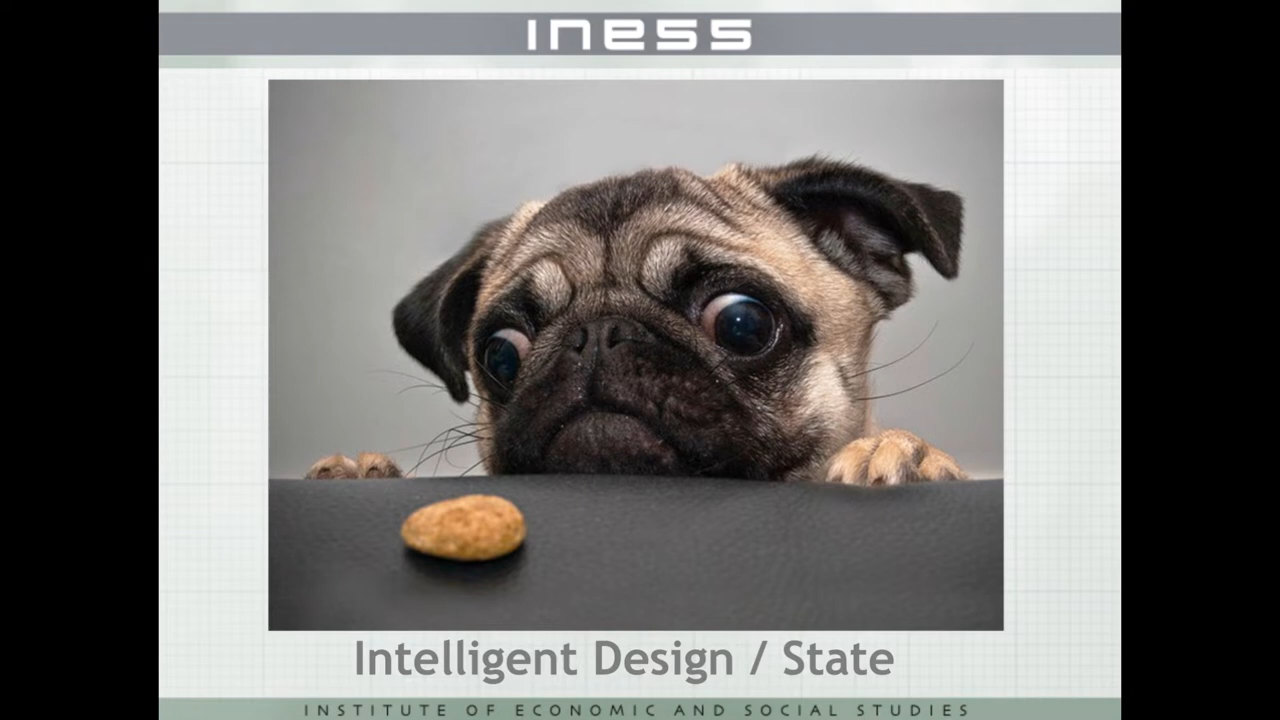 INESS
Intelligent Design / State
INSTITUTE OF ECONOMIC AND SOCIAL STUDIES